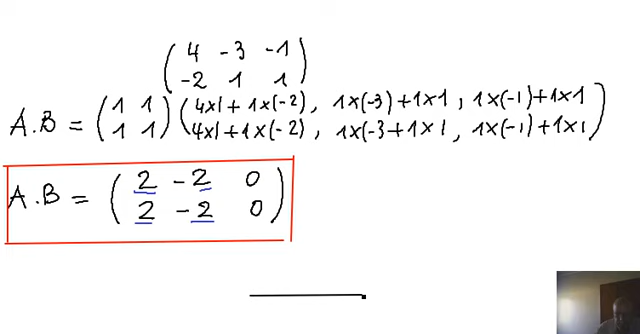 ( 4 -3 -1 )
( -2 1 1 )
A.B = ( 1 1 ) ( 4x1 + 1x(-2) , 1x(-3)+1x1 , 1x(-1)+1x1 )
( 1 1 ) ( 4x1+1x(-2) , 1x(-3+1x1 , 1x(-1)+1x1 )
A.B = ( 2 -2 0 )
( 2 -2 0 )